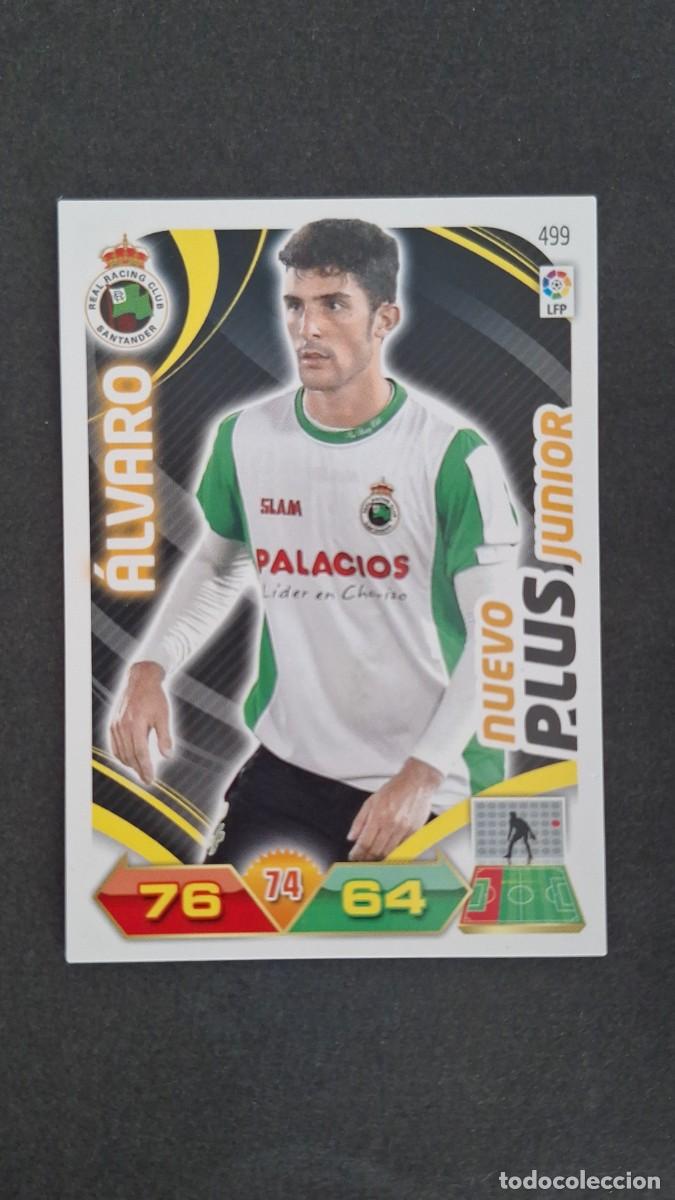 499
REAL RACING CLUB
SANTANDER
LFP
ÁLVARO
SLAM
PALACIOS
Líder en Chorizo
NUEVO
PLUS JUNIOR
76
74
64
todocoleccion